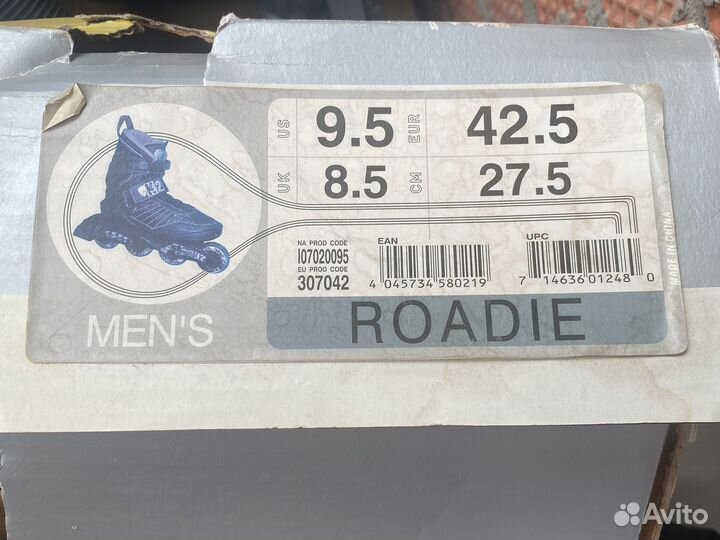 US 9.5 EUR 42.5
UK 8.5 CM 27.5
NA PROD CODE
I07020095
EU PROD CODE
307042
EAN
4 045734 580219
UPC
7 14636 01248 0
MADE IN CHINA
MEN'S
ROADIE
K2
Avito